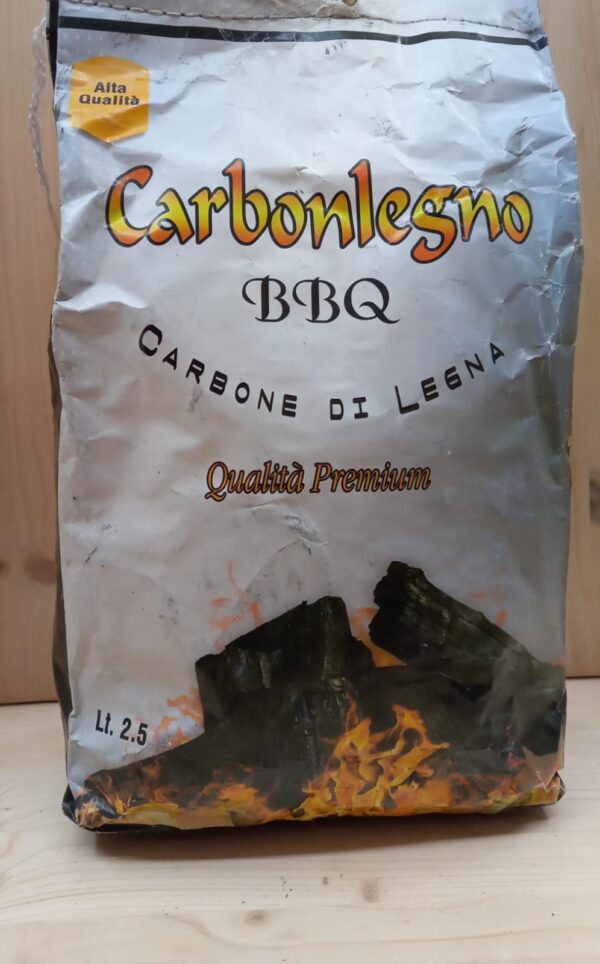 Alta
Qualità
Carbonlegno
BBQ
Carbone di Legna
Qualità Premium
Lt. 2.5